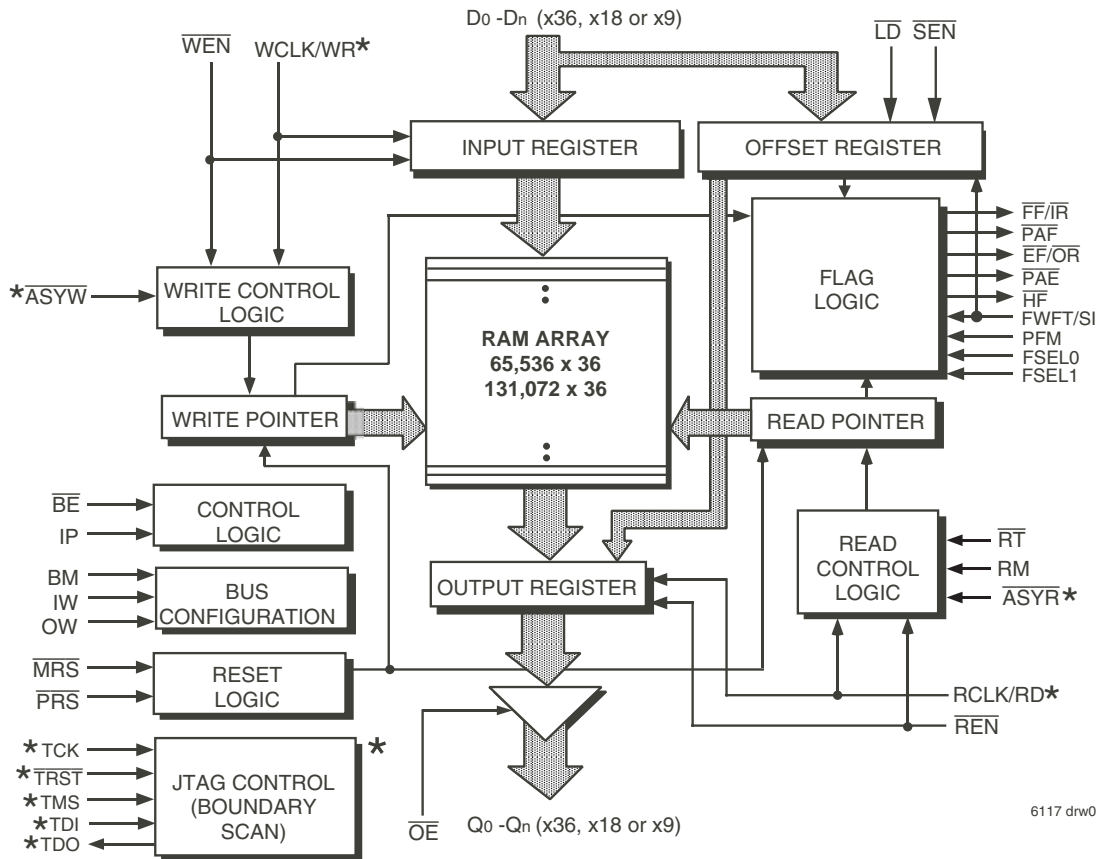 D0 -Dn (x36, x18 or x9)
WEN
WCLK/WR*
LD
SEN
INPUT REGISTER
OFFSET REGISTER
*ASYW
WRITE CONTROL
LOGIC
RAM ARRAY
65,536 x 36
131,072 x 36
FLAG
LOGIC
FF/IR
PAF
EF/OR
PAE
HF
FWFT/SI
PFM
FSEL0
FSEL1
WRITE POINTER
READ POINTER
BE
IP
CONTROL
LOGIC
READ
CONTROL
LOGIC
RT
RM
ASYR*
BM
IW
OW
BUS
CONFIGURATION
OUTPUT REGISTER
MRS
PRS
RESET
LOGIC
RCLK/RD*
REN
*TCK
*TRST
*TMS
*TDI
*TDO
JTAG CONTROL
(BOUNDARY
SCAN)
*
OE
Q0 -Qn (x36, x18 or x9)
6117 drw0